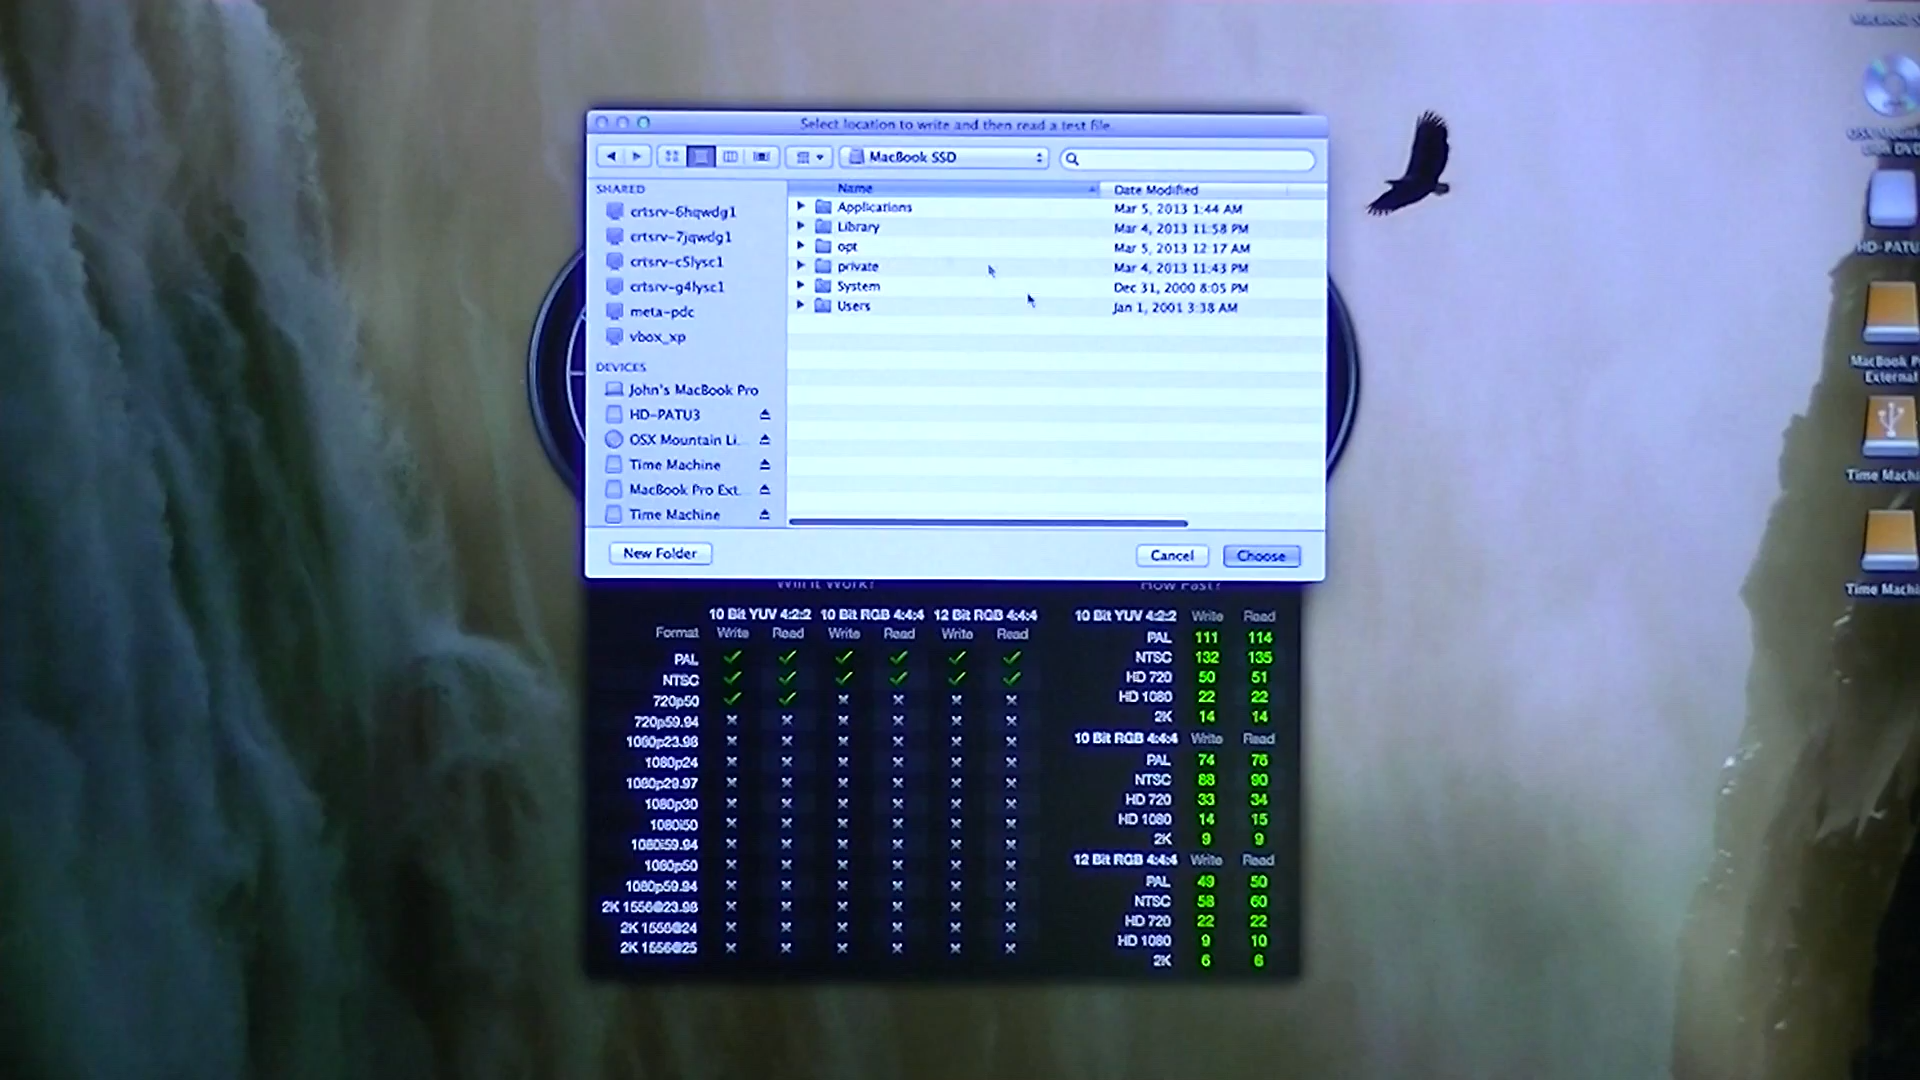 Select location to write and then read a test file.
MacBook SSD
SHARED
crtsrv-6hqwdg1
crtsrv-7jqwdg1
crtsrv-c5lysc1
crtsrv-g4lysc1
meta-pdc
vbox_xp
DEVICES
John's MacBook Pro
HD-PATU3
OSX Mountain Li...
Time Machine
MacBook Pro Ext...
Time Machine
Name Date Modified
Applications Mar 5, 2013 1:44 AM
Library Mar 4, 2013 11:58 PM
opt Mar 5, 2013 12:17 AM
private Mar 4, 2013 11:43 PM
System Dec 31, 2000 8:05 PM
Users Jan 1, 2001 3:38 AM
New Folder Cancel Choose
Will it Work? How Fast?
10 Bit YUV 4:2:2 10 Bit RGB 4:4:4 12 Bit RGB 4:4:4
Format Write Read Write Read Write Read
PAL
NTSC
720p50
720p59.94
1080p23.98
1080p24
1080p29.97
1080p30
1080i50
1080i59.94
1080p50
1080p59.94
2K 1556@23.98
2K 1556@24
2K 1556@25
10 Bit YUV 4:2:2 Write Read
PAL 111 114
NTSC 132 135
HD 720 50 51
HD 1080 22 22
2K 14 14
10 Bit RGB 4:4:4 Write Read
PAL 74 76
NTSC 88 90
HD 720 33 34
HD 1080 14 15
2K 9 9
12 Bit RGB 4:4:4 Write Read
PAL 49 50
NTSC 58 60
HD 720 22 22
HD 1080 9 10
2K 6 6
HD-PATU
MacBook P
External
Time Machi
Time Machi